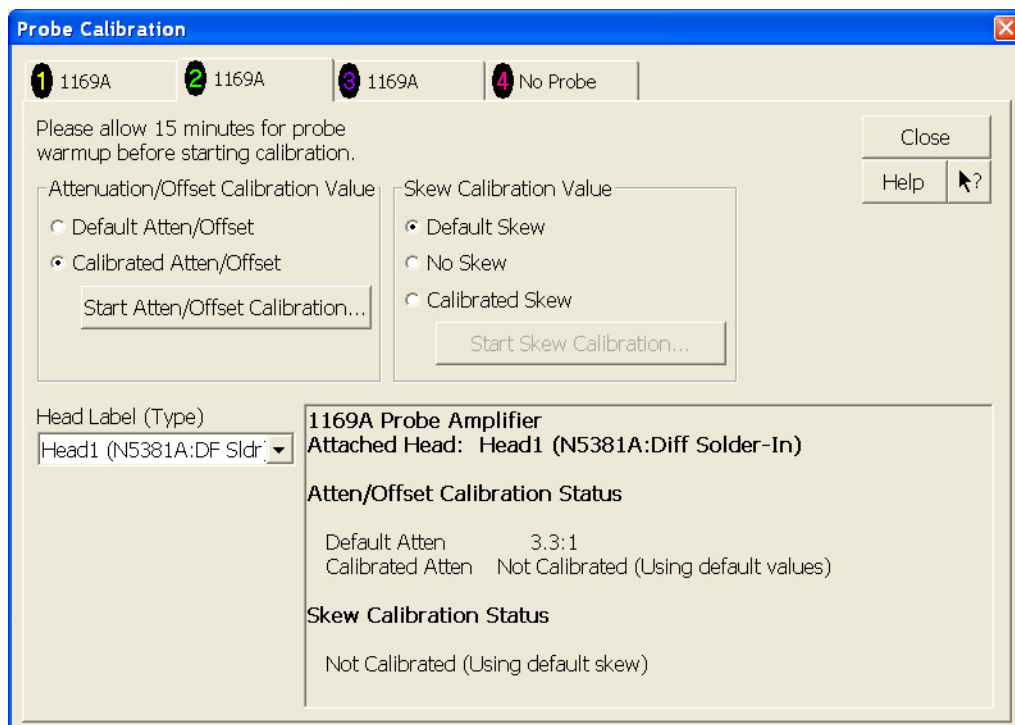 Probe Calibration
1 1169A
2 1169A
3 1169A
4 No Probe
Please allow 15 minutes for probe
warmup before starting calibration.
Close
Help ?
Attenuation/Offset Calibration Value
Default Atten/Offset
Calibrated Atten/Offset
Start Atten/Offset Calibration...
Skew Calibration Value
Default Skew
No Skew
Calibrated Skew
Start Skew Calibration...
Head Label (Type)
Head1 (N5381A:DF Sldr)
1169A Probe Amplifier
Attached Head: Head1 (N5381A:Diff Solder-In)
Atten/Offset Calibration Status
Default Atten 3.3:1
Calibrated Atten Not Calibrated (Using default values)
Skew Calibration Status
Not Calibrated (Using default skew)